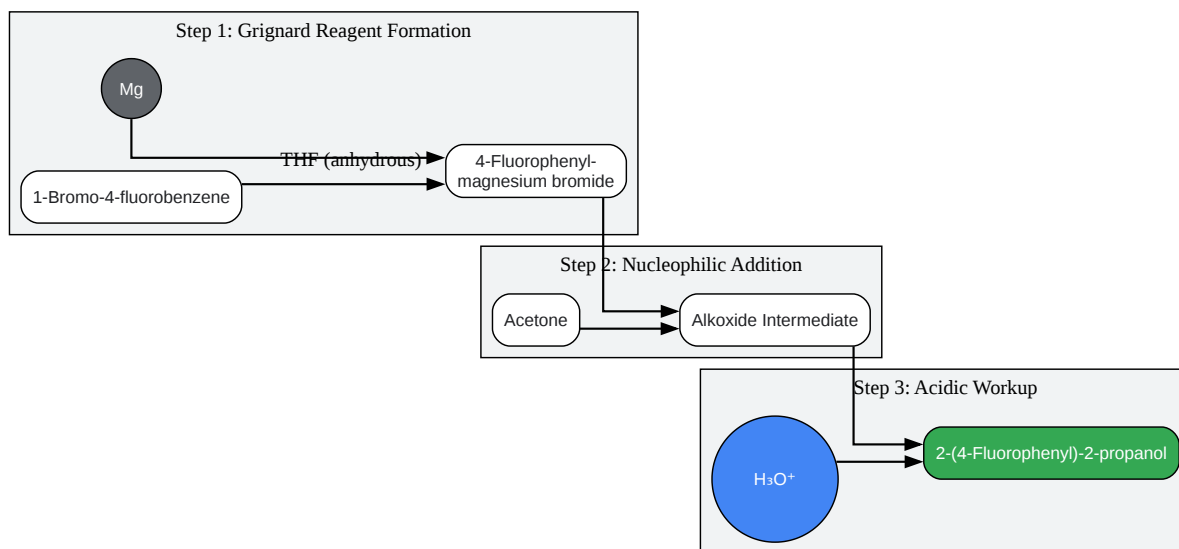 Step 1: Grignard Reagent Formation
Mg
THF (anhydrous)
1-Bromo-4-fluorobenzene
4-Fluorophenyl-
magnesium bromide
Step 2: Nucleophilic Addition
Acetone
Alkoxide Intermediate
Step 3: Acidic Workup
H₃O⁺
2-(4-Fluorophenyl)-2-propanol